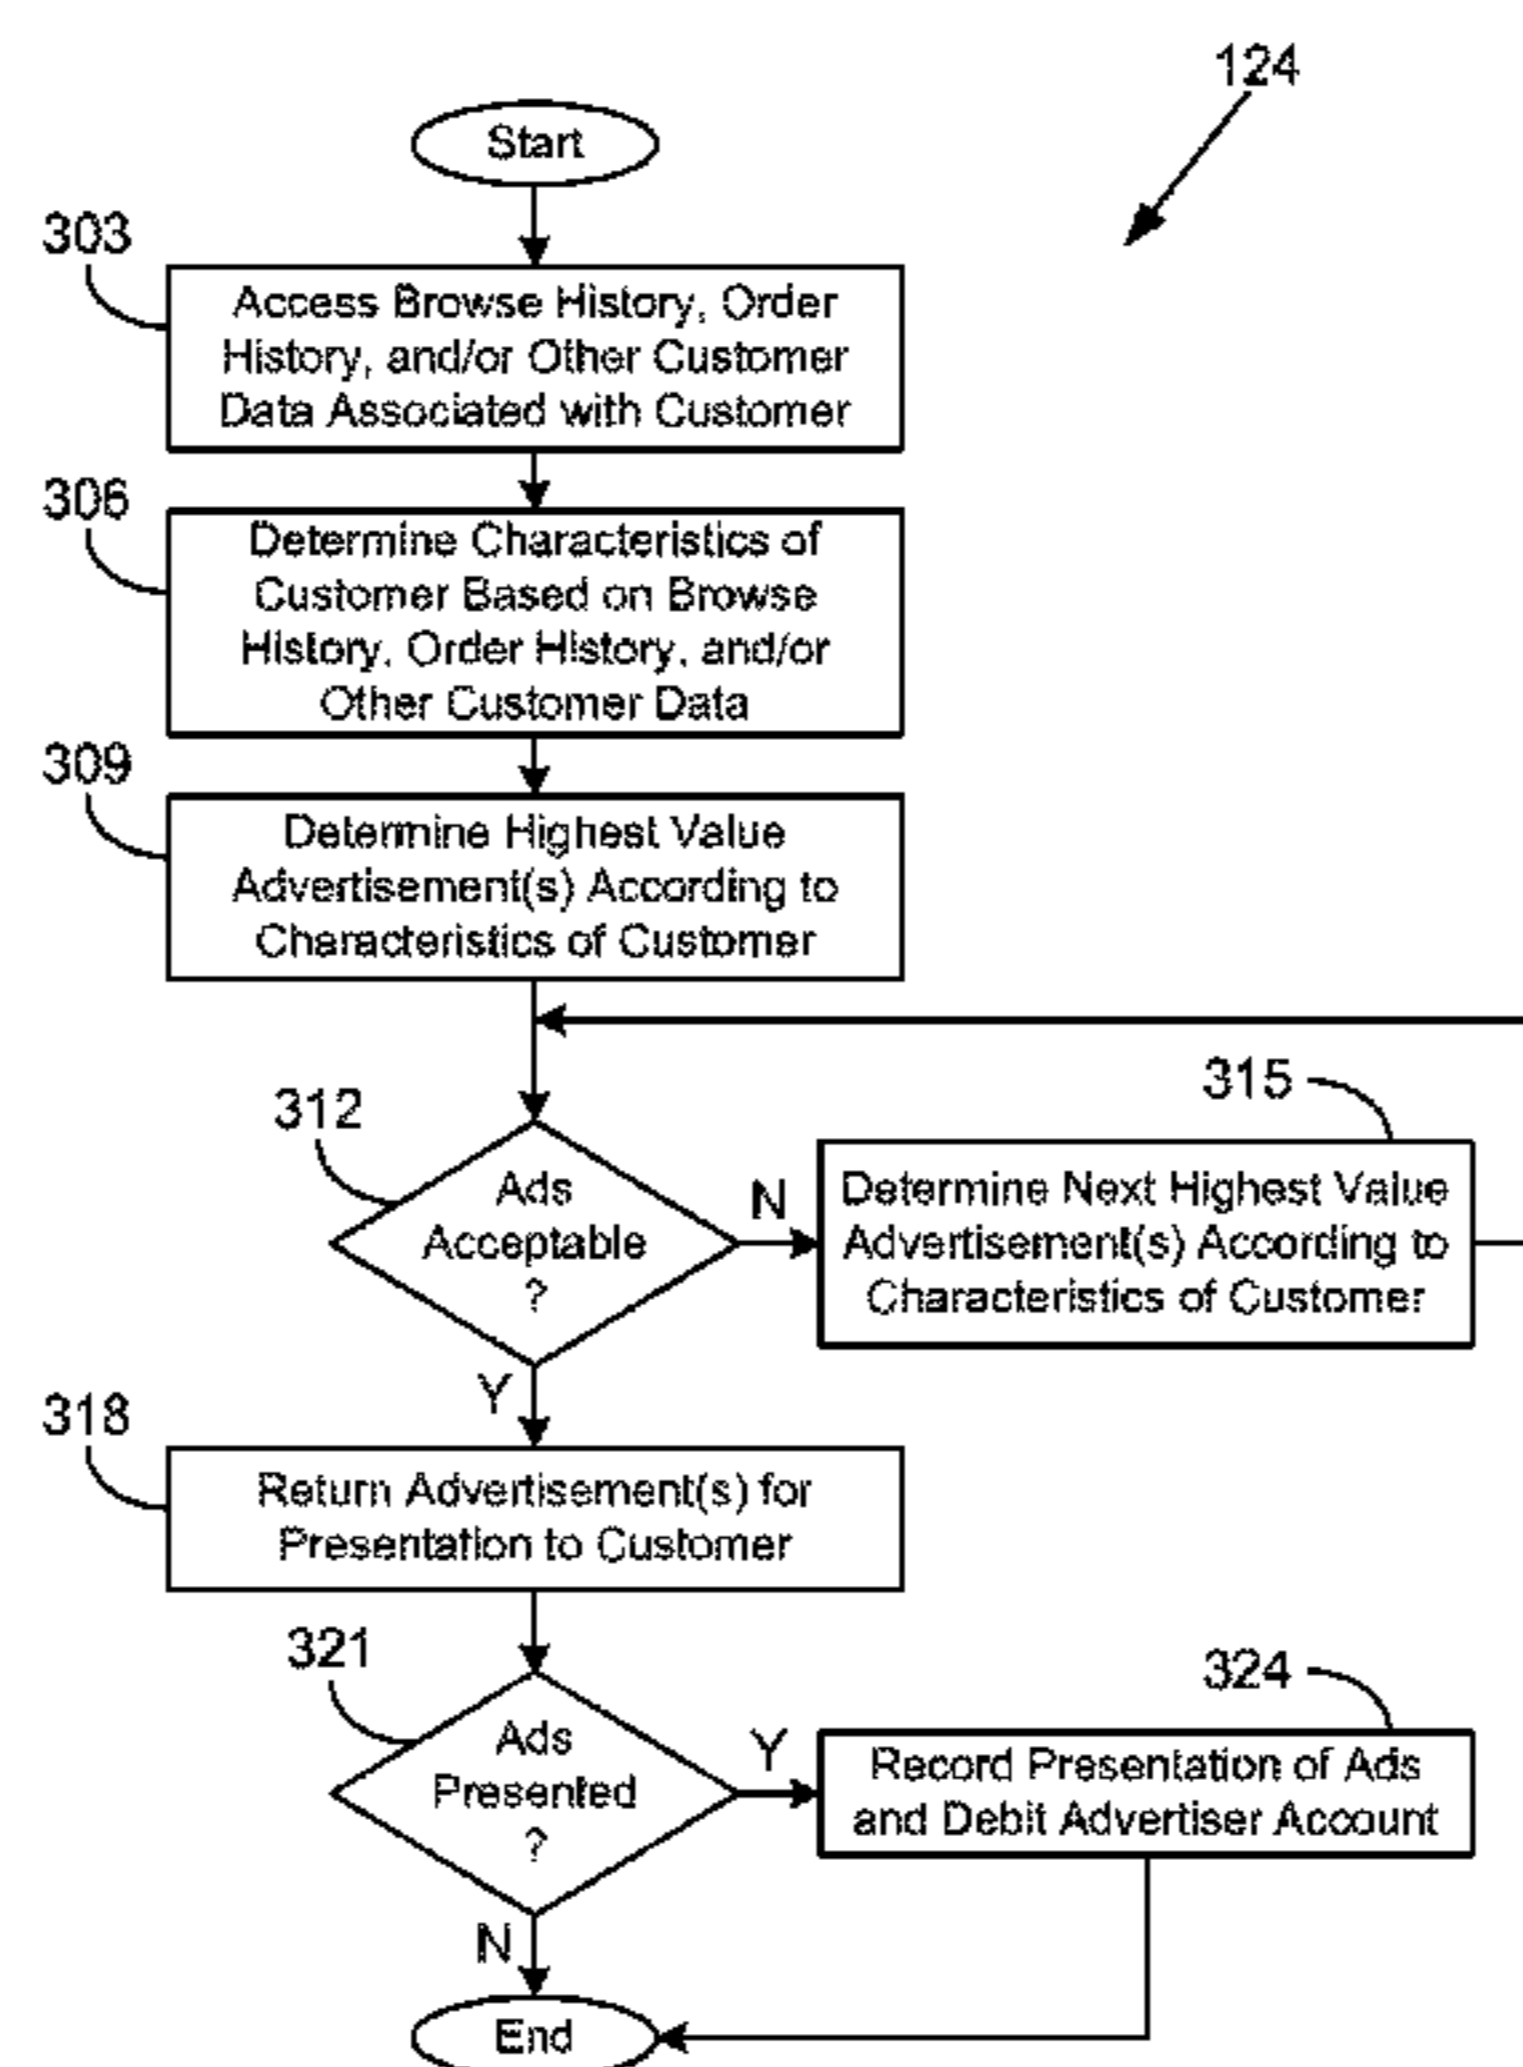 124
Start
303
Access Browse History, Order
History, and/or Other Customer
Data Associated with Customer
306
Determine Characteristics of
Customer Based on Browse
History, Order History, and/or
Other Customer Data
309
Determine Highest Value
Advertisement(s) According to
Characteristics of Customer
312
Ads
Acceptable
?
N
315
Determine Next Highest Value
Advertisement(s) According to
Characteristics of Customer
Y
318
Return Advertisement(s) for
Presentation to Customer
321
Ads
Presented
?
Y
324
Record Presentation of Ads
and Debit Advertiser Account
N
End